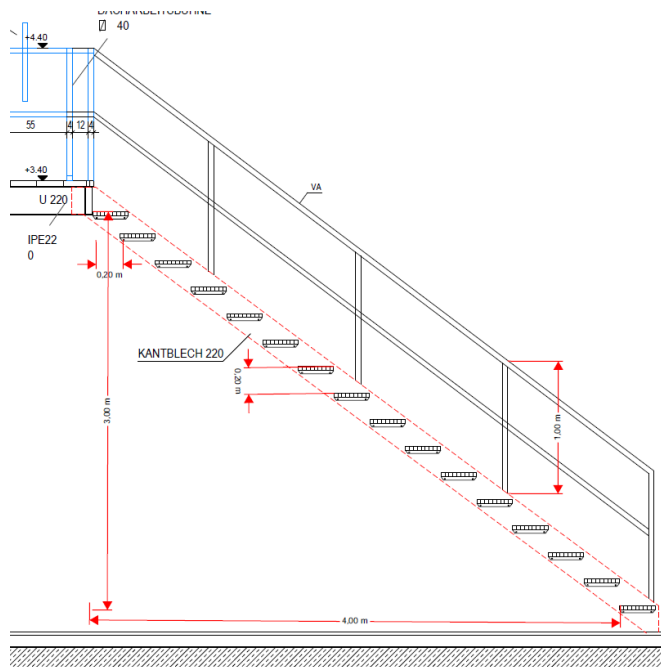 DACHARBEITSBÜHNE
40
+4.40
55
4
12
4
+3.40
U 220
IPE22
0
0,20 m
VA
KANTBLECH 220
0,20 m
3,00 m
1,00 m
4,00 m